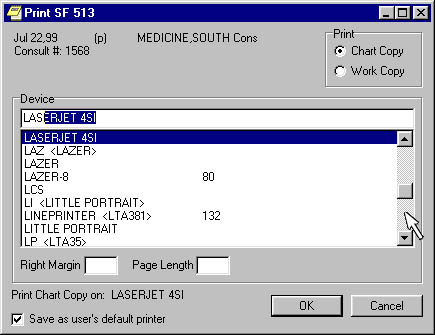 Print SF 513
Jul 22,99 (p) MEDICINE,SOUTH Cons
Consult #: 1568
Print
Chart Copy
Work Copy
Device
LASERJET 4SI
LASERJET 4SI
LAZ <LAZER>
LAZER
LAZER-8 80
LCS
LI <LITTLE PORTRAIT>
LINEPRINTER <LTA381> 132
LITTLE PORTRAIT
LP <LTA35>
Right Margin Page Length
Print Chart Copy on: LASERJET 4SI
Save as user's default printer
OK Cancel